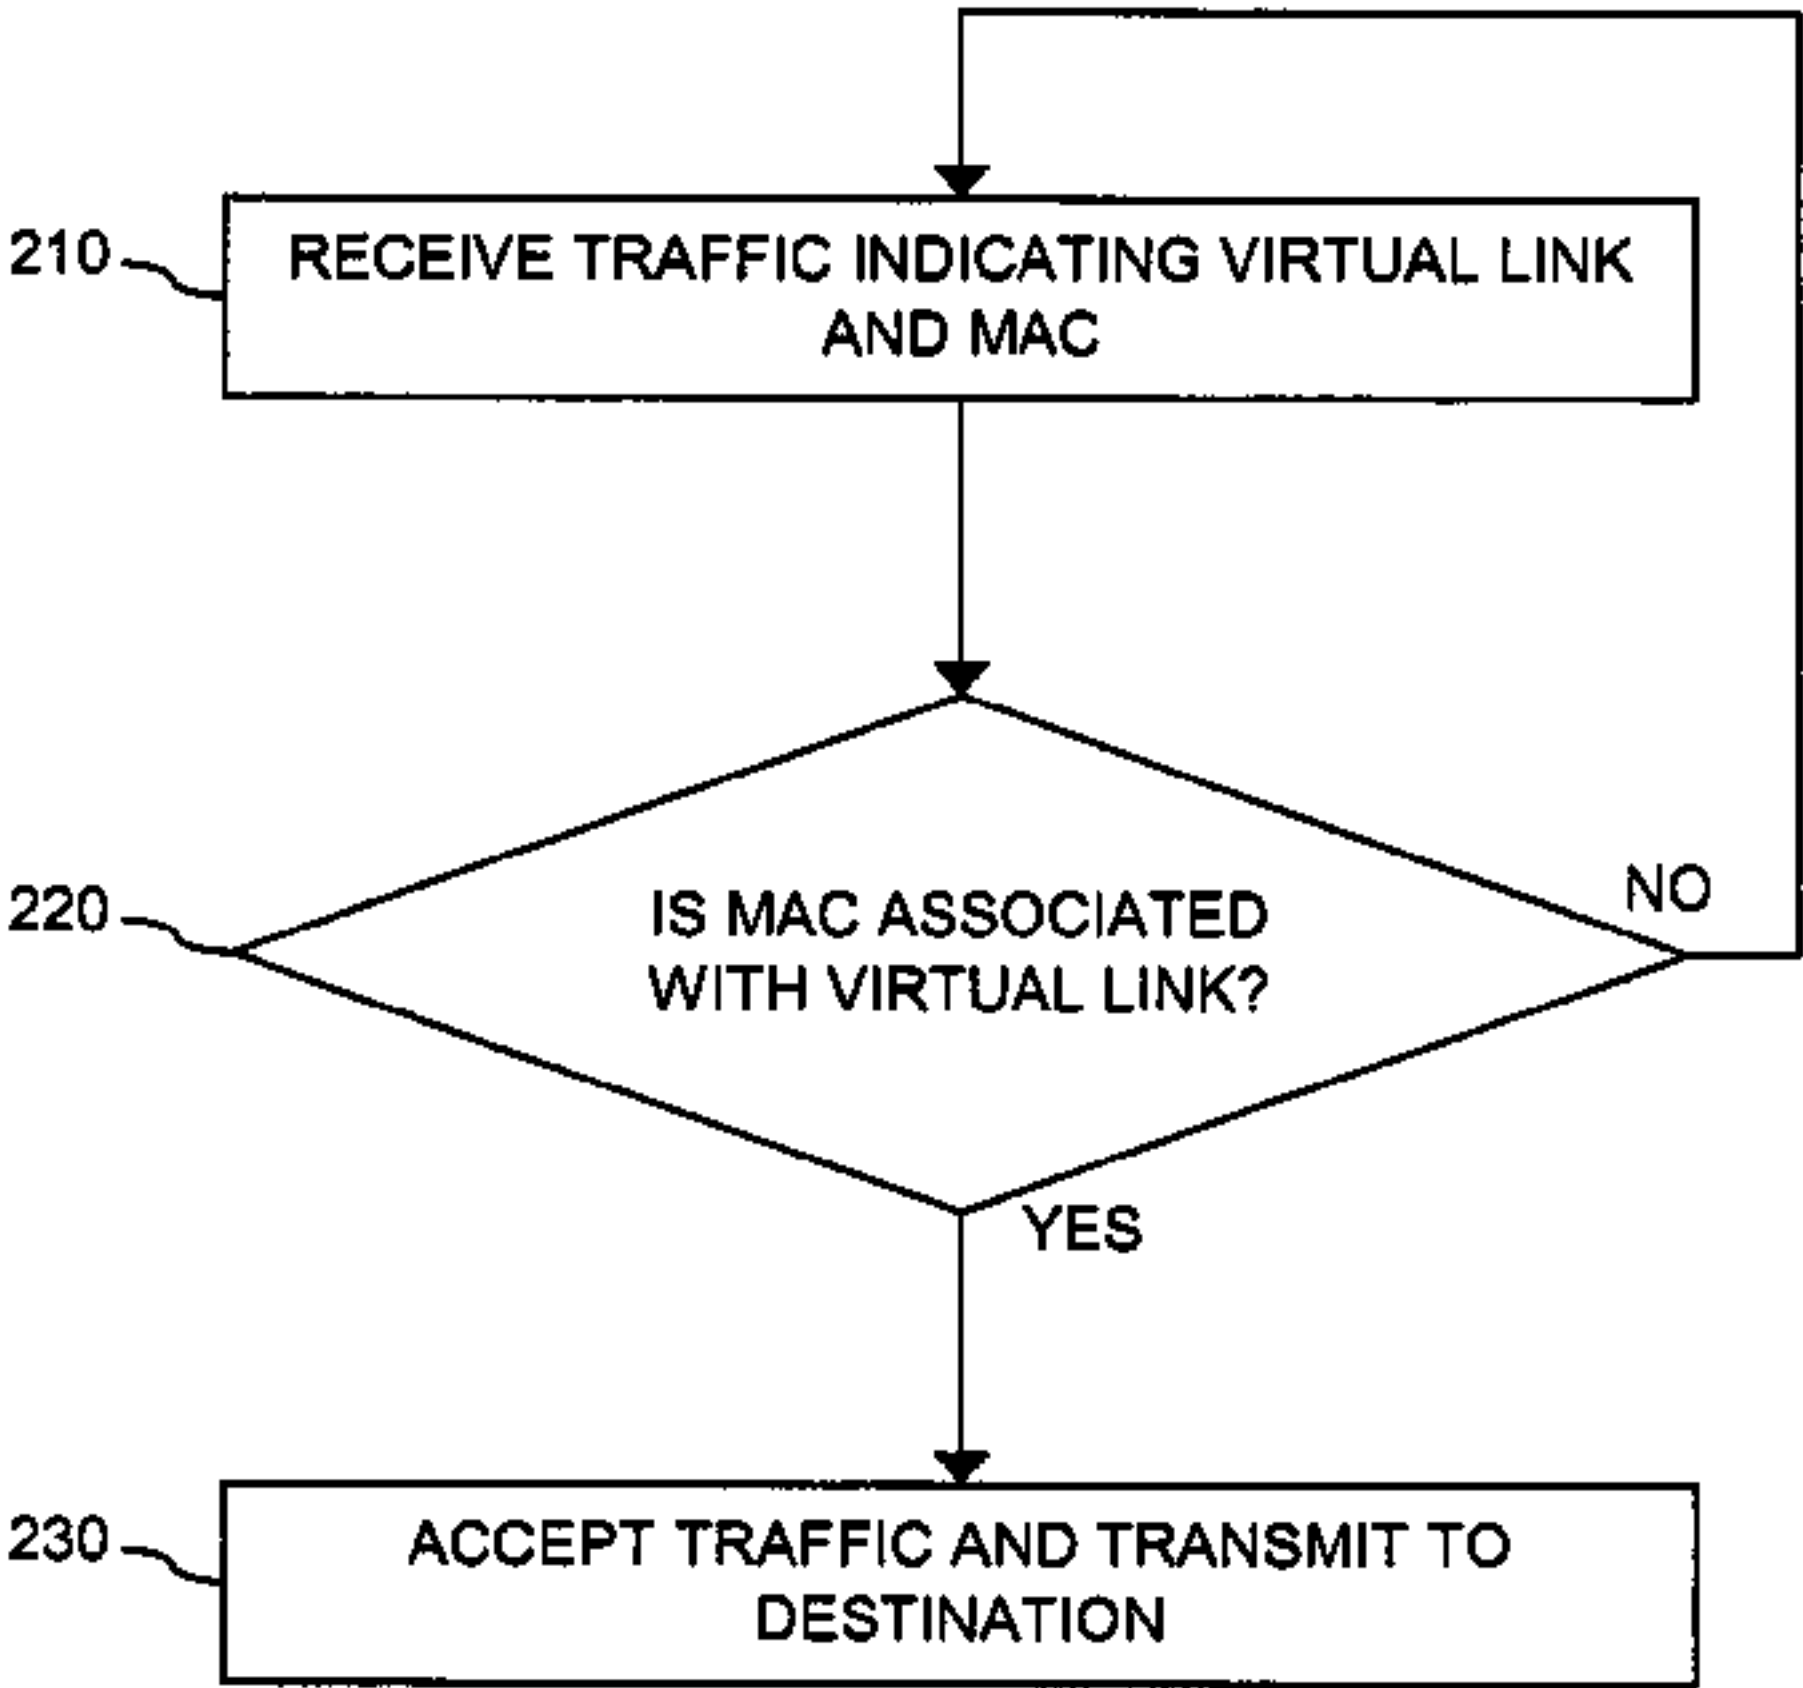 210
RECEIVE TRAFFIC INDICATING VIRTUAL LINK
AND MAC
220
IS MAC ASSOCIATED
WITH VIRTUAL LINK?
NO
YES
230
ACCEPT TRAFFIC AND TRANSMIT TO
DESTINATION